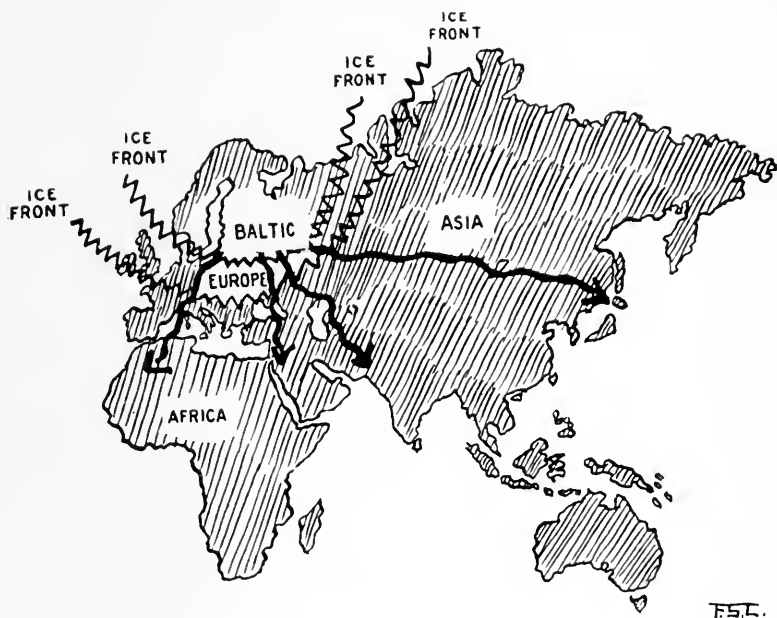 ICE
FRONT
ICE
FRONT
ICE
FRONT
ICE
FRONT
BALTIC
ASIA
EUROPE
AFRICA
F.S.C.